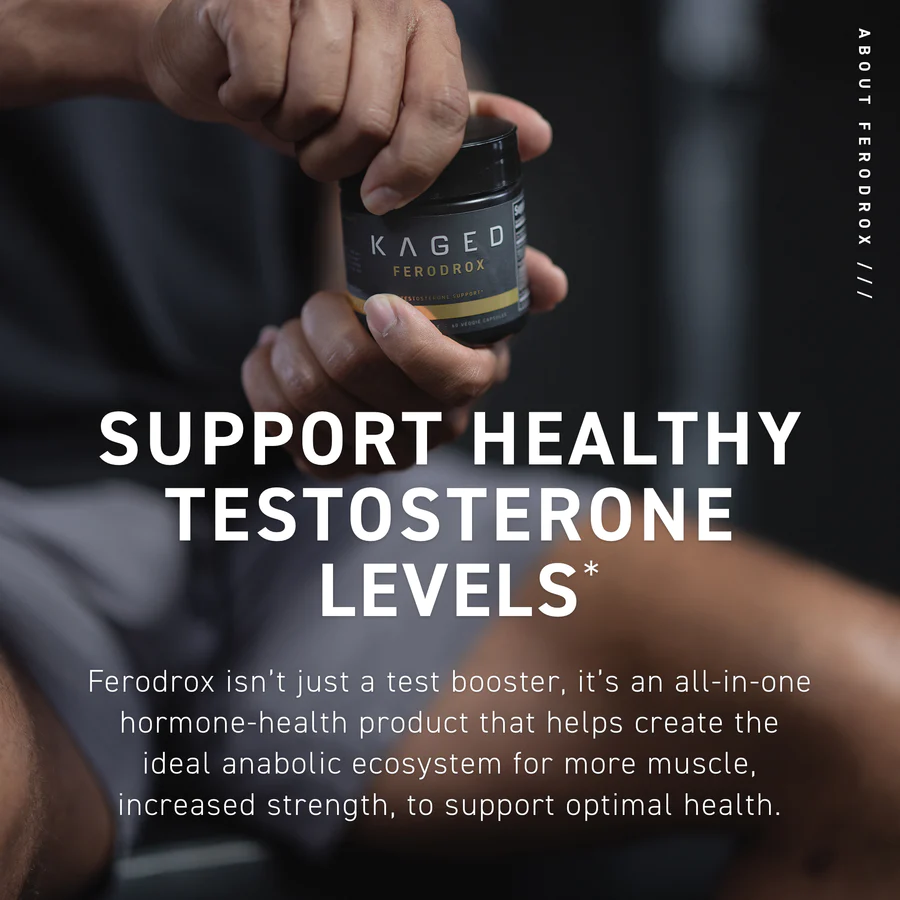 ABOUT FERODROX ///
KAGED
FERODROX
TESTOSTERONE SUPPORT*
VEGGIE CAPSULES
SUPPORT HEALTHY
TESTOSTERONE
LEVELS*
Ferodrox isn’t just a test booster, it’s an all-in-one
hormone-health product that helps create the
ideal anabolic ecosystem for more muscle,
increased strength, to support optimal health.